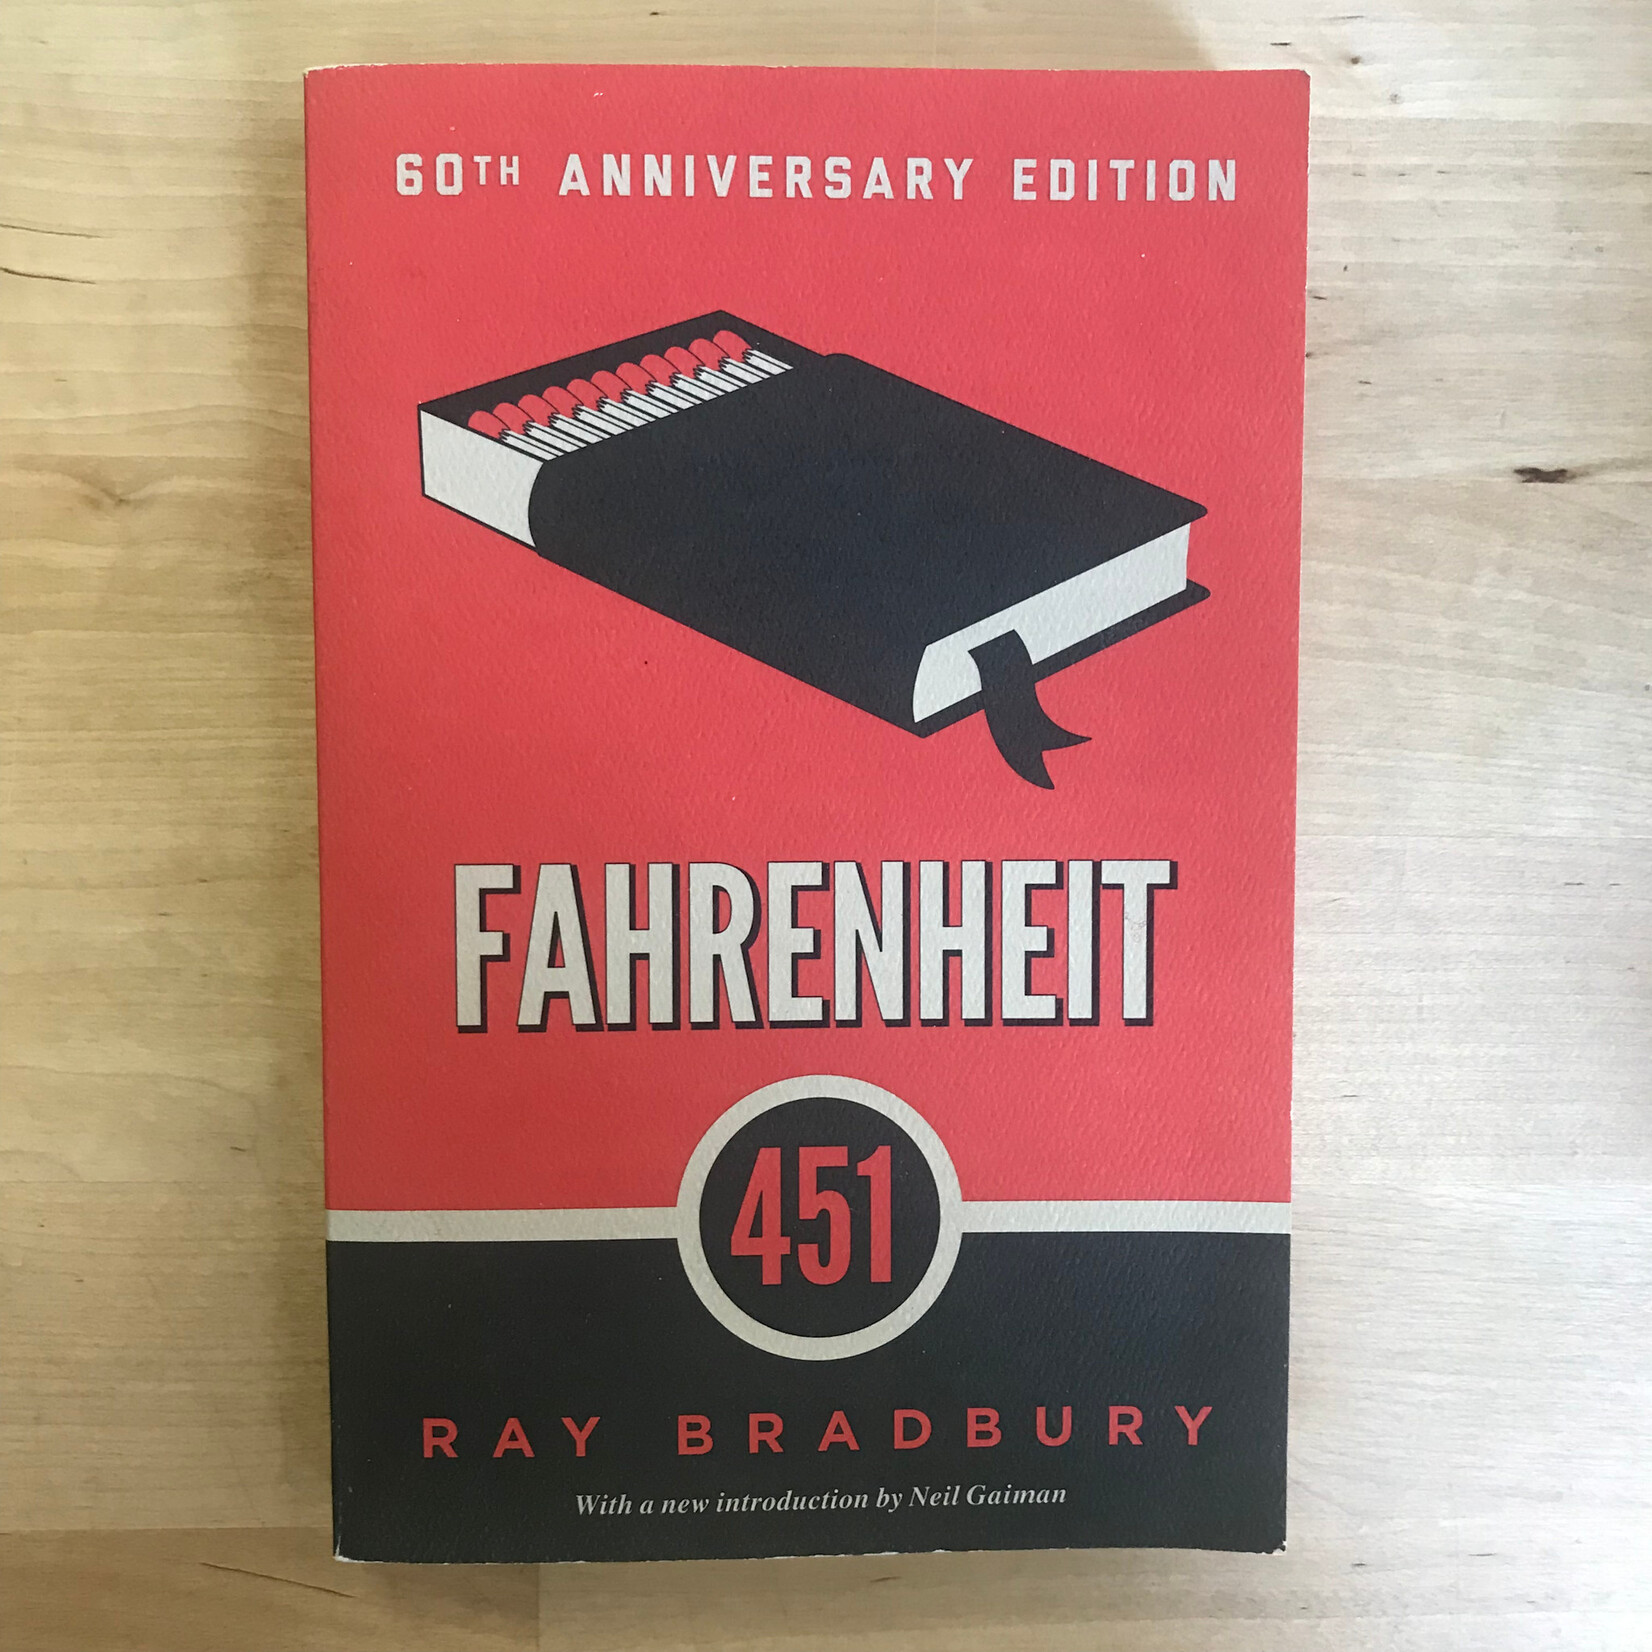 60TH ANNIVERSARY EDITION
FAHRENHEIT
451
RAY BRADBURY
With a new introduction by Neil Gaiman